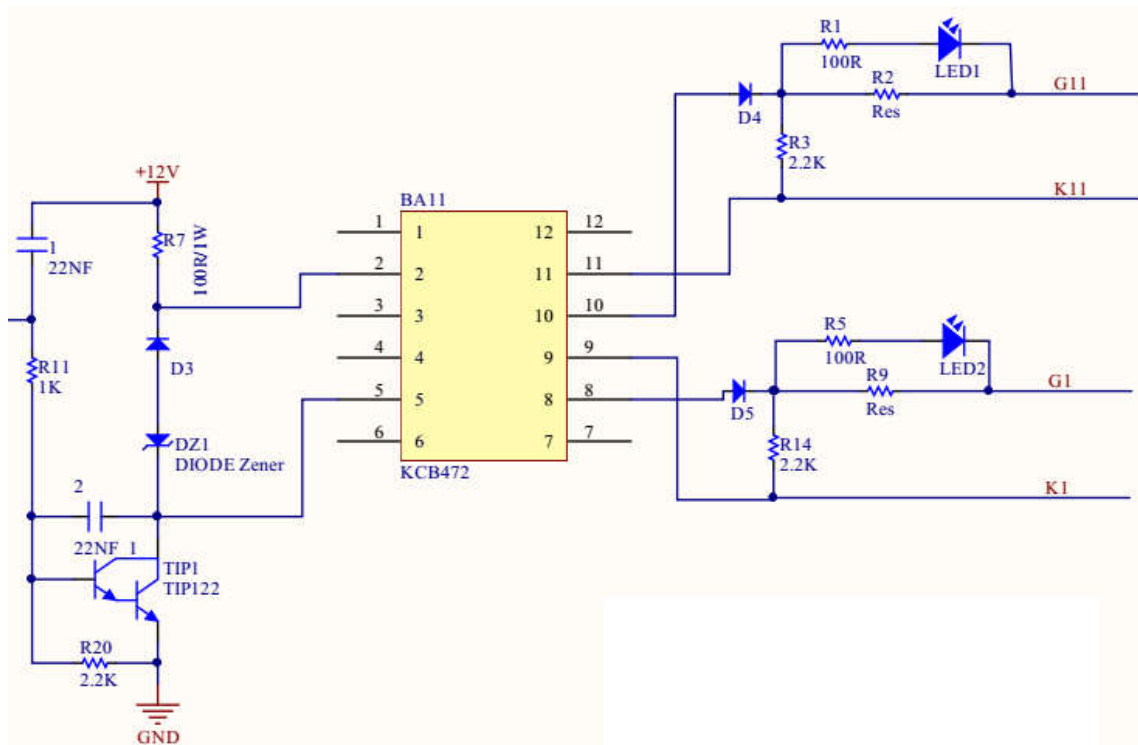 R1
100R
LED1
R2
Res
G11
D4
R3
2.2K
K11
+12V
R7
100R/1W
1
22NF
BA11
1 1 12 12
2 2 11 11
3 3 10 10
4 4 9 9
5 5 8 8
6 6 7 7
KCB472
R11
1K
D3
DZ1
DIODE Zener
2
22NF 1
TIP1
TIP122
R20
2.2K
GND
R5
100R
LED2
R9
Res
G1
D5
R14
2.2K
K1